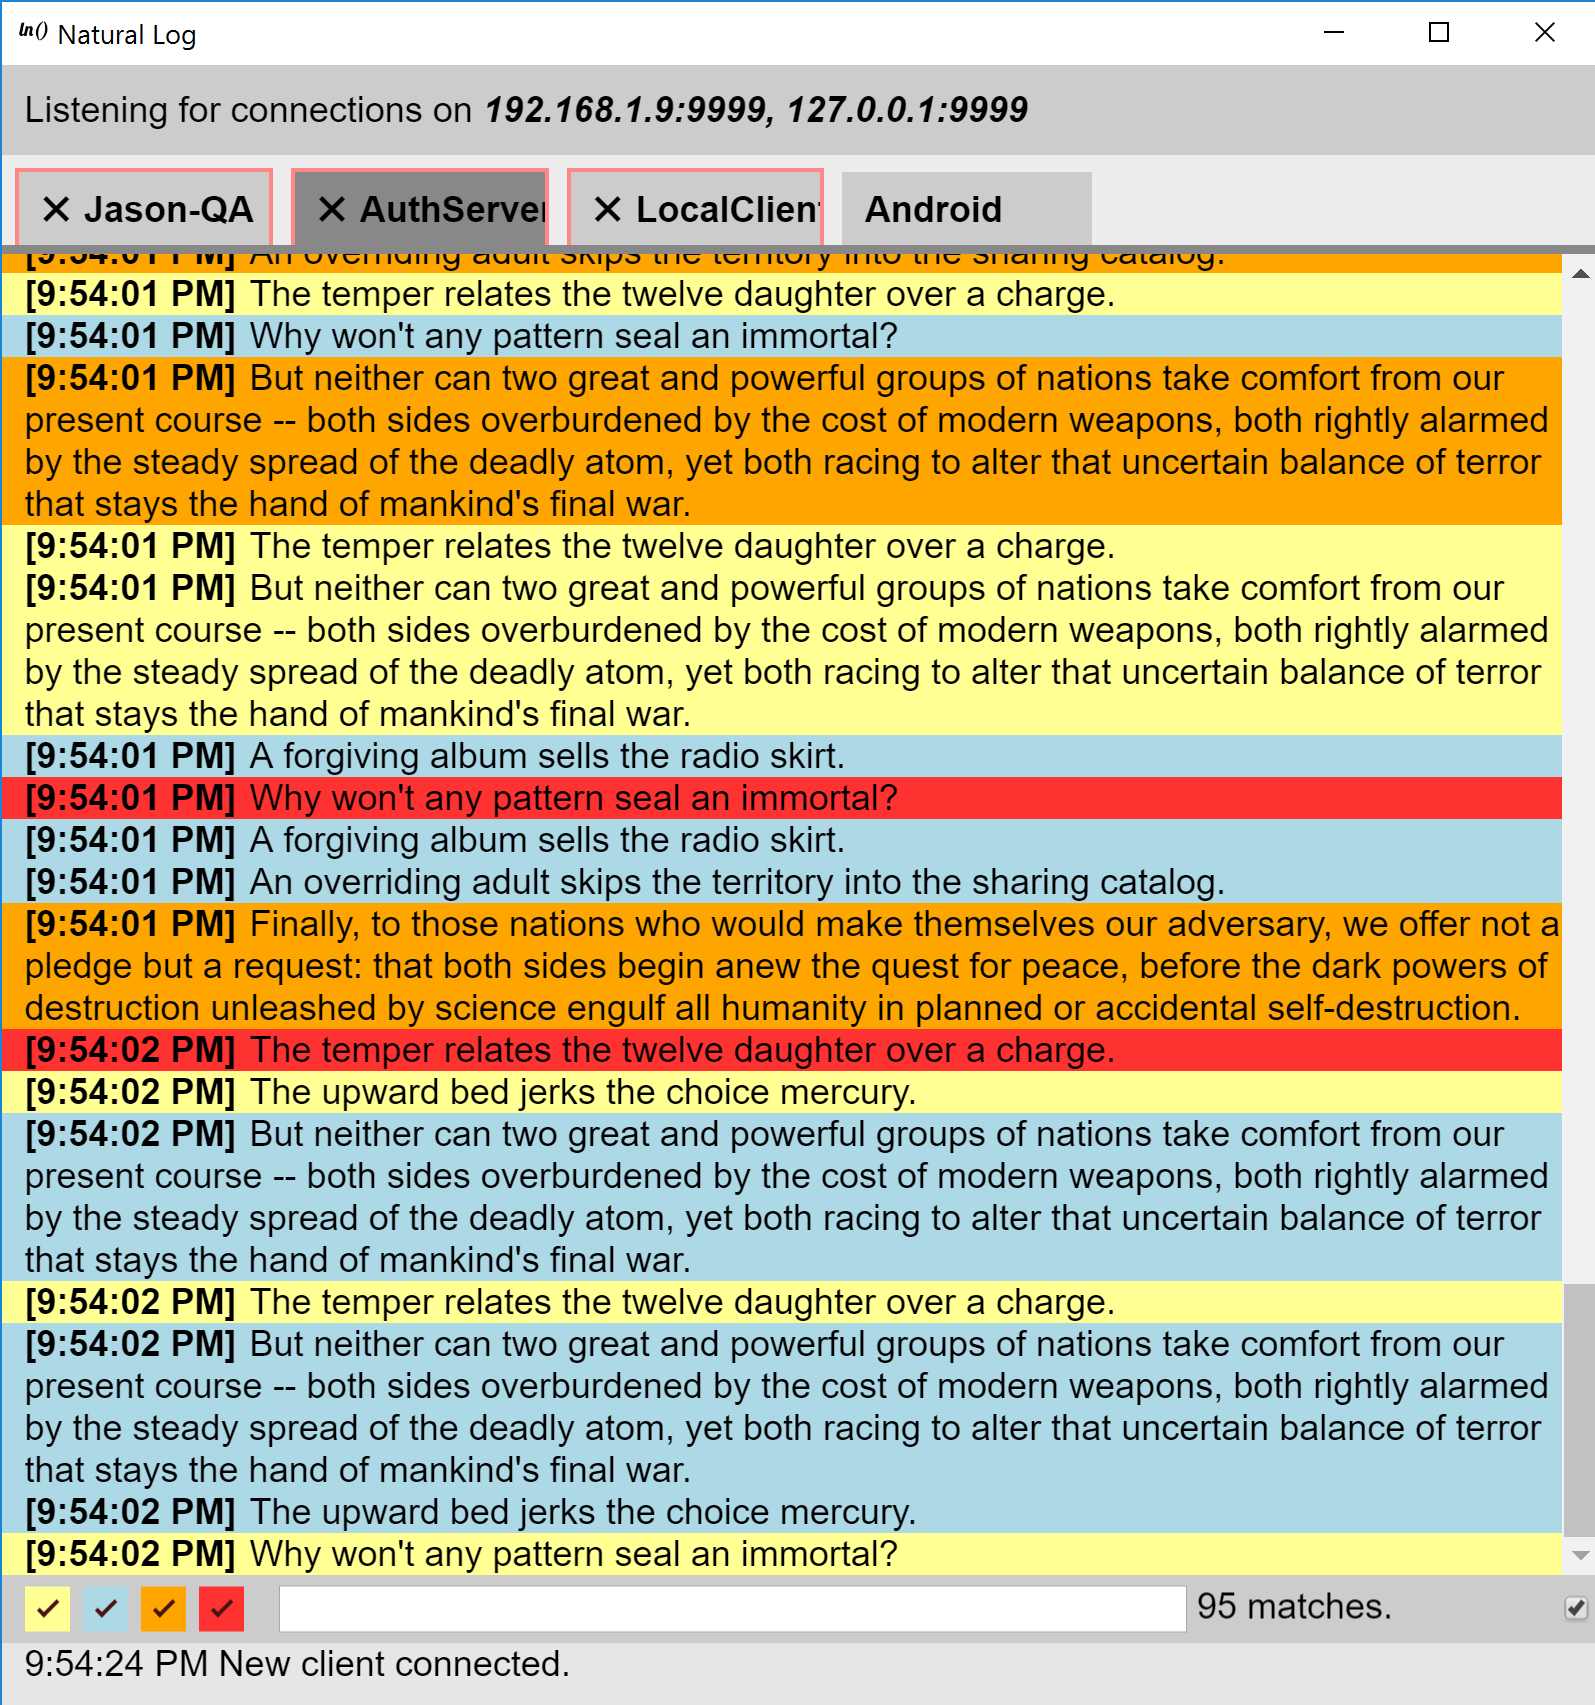 ln() Natural Log
Listening for connections on 192.168.1.9:9999, 127.0.0.1:9999
Jason-QA AuthServer LocalClient Android
[9:54:01 PM] An overriding adult skips the territory into the sharing catalog.
[9:54:01 PM] The temper relates the twelve daughter over a charge.
[9:54:01 PM] Why won't any pattern seal an immortal?
[9:54:01 PM] But neither can two great and powerful groups of nations take comfort from our
present course -- both sides overburdened by the cost of modern weapons, both rightly alarmed
by the steady spread of the deadly atom, yet both racing to alter that uncertain balance of terror
that stays the hand of mankind's final war.
[9:54:01 PM] The temper relates the twelve daughter over a charge.
[9:54:01 PM] But neither can two great and powerful groups of nations take comfort from our
present course -- both sides overburdened by the cost of modern weapons, both rightly alarmed
by the steady spread of the deadly atom, yet both racing to alter that uncertain balance of terror
that stays the hand of mankind's final war.
[9:54:01 PM] A forgiving album sells the radio skirt.
[9:54:01 PM] Why won't any pattern seal an immortal?
[9:54:01 PM] A forgiving album sells the radio skirt.
[9:54:01 PM] An overriding adult skips the territory into the sharing catalog.
[9:54:01 PM] Finally, to those nations who would make themselves our adversary, we offer not a
pledge but a request: that both sides begin anew the quest for peace, before the dark powers of
destruction unleashed by science engulf all humanity in planned or accidental self-destruction.
[9:54:02 PM] The temper relates the twelve daughter over a charge.
[9:54:02 PM] The upward bed jerks the choice mercury.
[9:54:02 PM] But neither can two great and powerful groups of nations take comfort from our
present course -- both sides overburdened by the cost of modern weapons, both rightly alarmed
by the steady spread of the deadly atom, yet both racing to alter that uncertain balance of terror
that stays the hand of mankind's final war.
[9:54:02 PM] The temper relates the twelve daughter over a charge.
[9:54:02 PM] But neither can two great and powerful groups of nations take comfort from our
present course -- both sides overburdened by the cost of modern weapons, both rightly alarmed
by the steady spread of the deadly atom, yet both racing to alter that uncertain balance of terror
that stays the hand of mankind's final war.
[9:54:02 PM] The upward bed jerks the choice mercury.
[9:54:02 PM] Why won't any pattern seal an immortal?
95 matches.
9:54:24 PM New client connected.